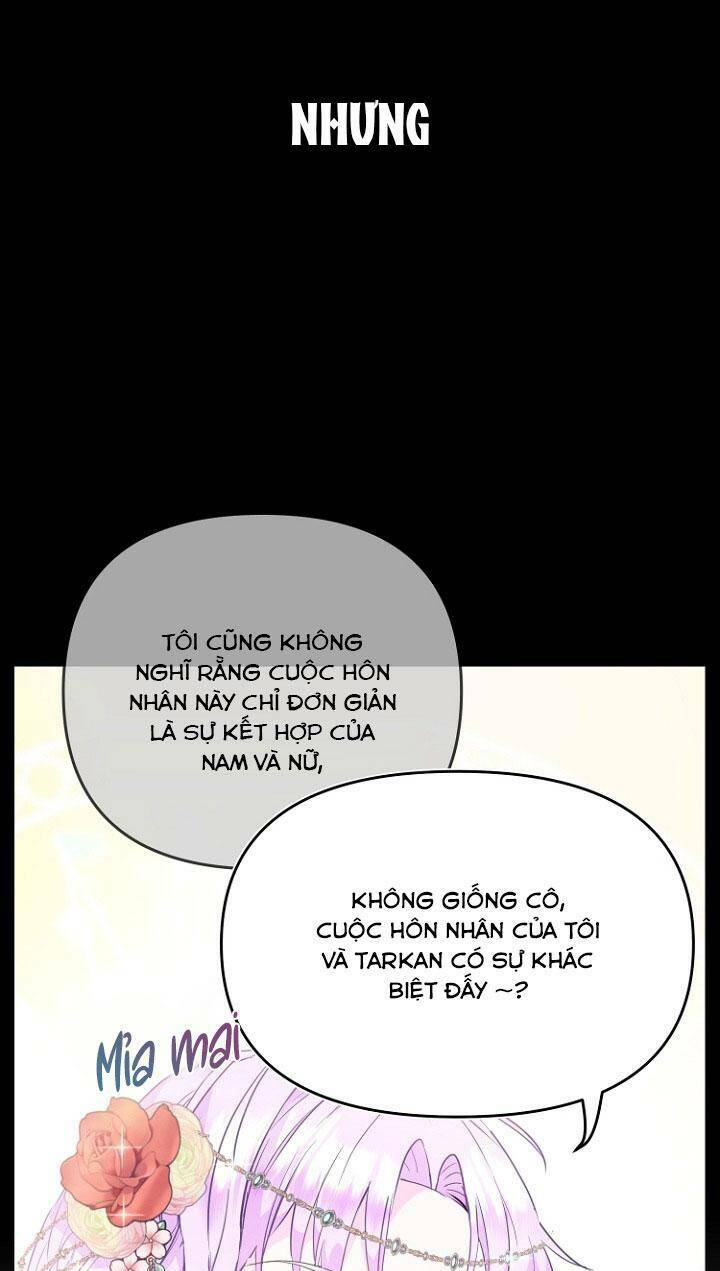 NHƯNG
TÔI CŨNG KHÔNG
NGHĨ RẰNG CUỘC HÔN
NHÂN NÀY CHỈ ĐƠN GIẢN
LÀ SỰ KẾT HỢP CỦA
NAM VÀ NỮ,
KHÔNG GIỐNG CÔ,
CUỘC HÔN NHÂN CỦA TÔI
VÀ TARKAN CÓ SỰ KHÁC
BIỆT ĐẤY ~?
Mỉa mai